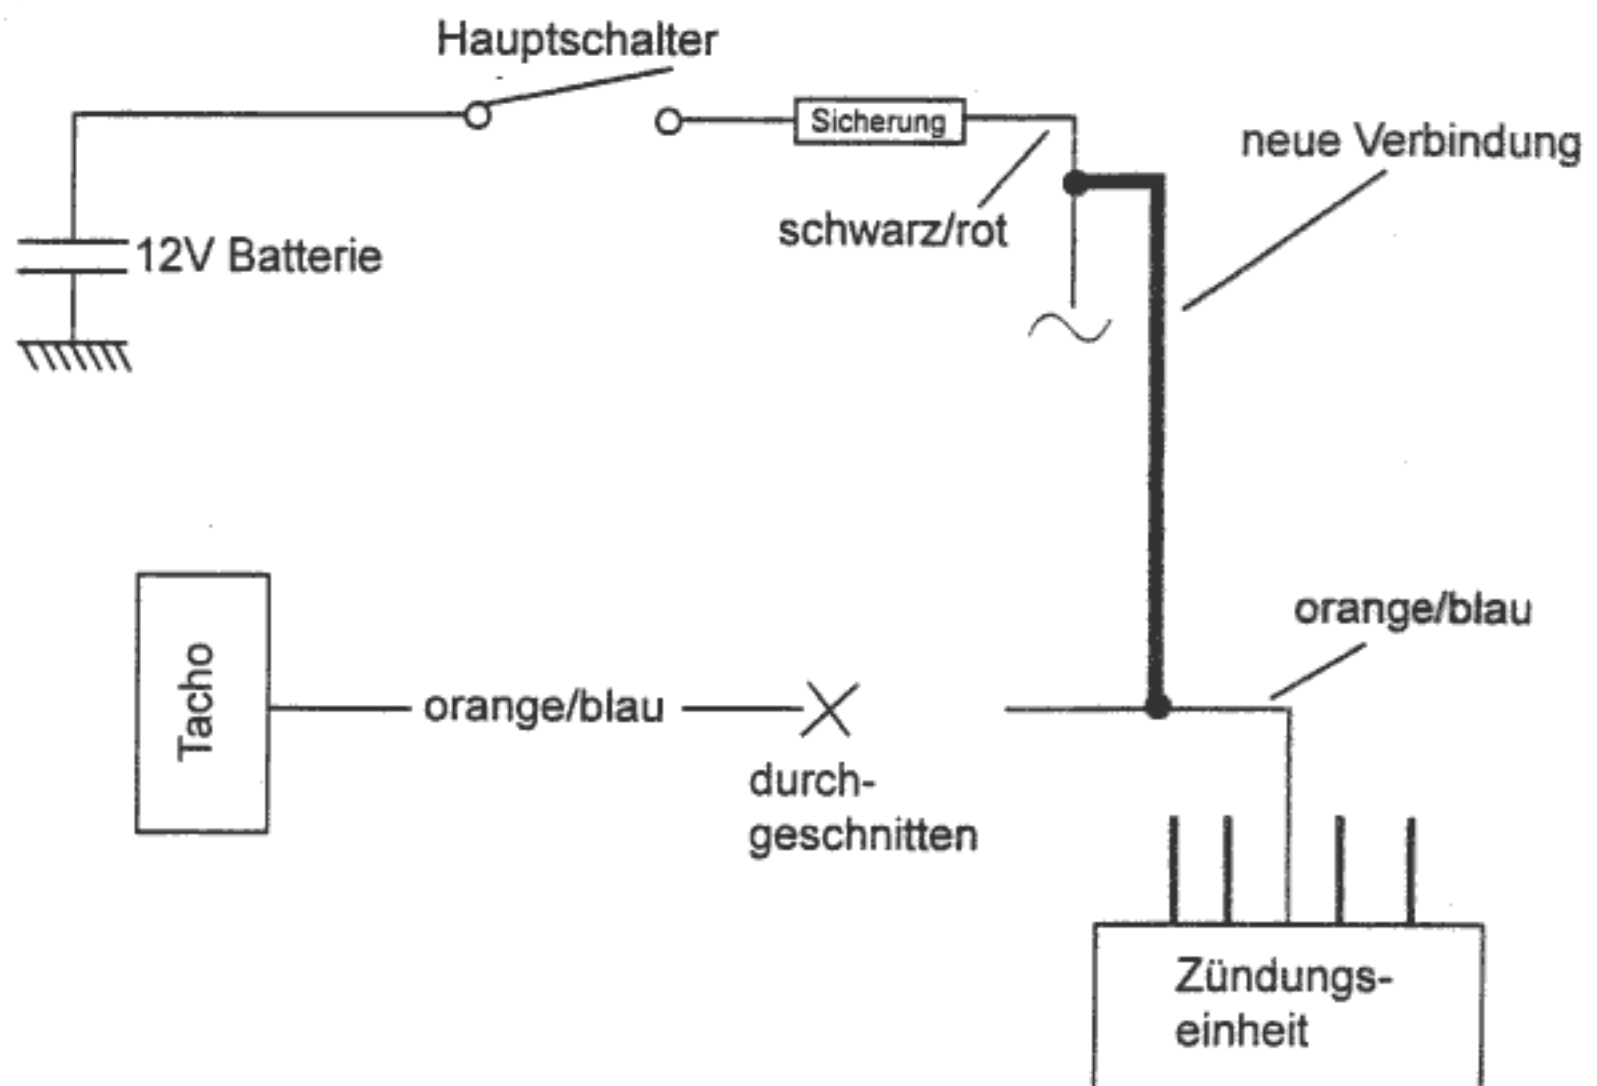 Hauptschalter
Sicherung
neue Verbindung
schwarz/rot
12V Batterie
orange/blau
Tacho
orange/blau
durch-
geschnitten
Zündungs-
einheit